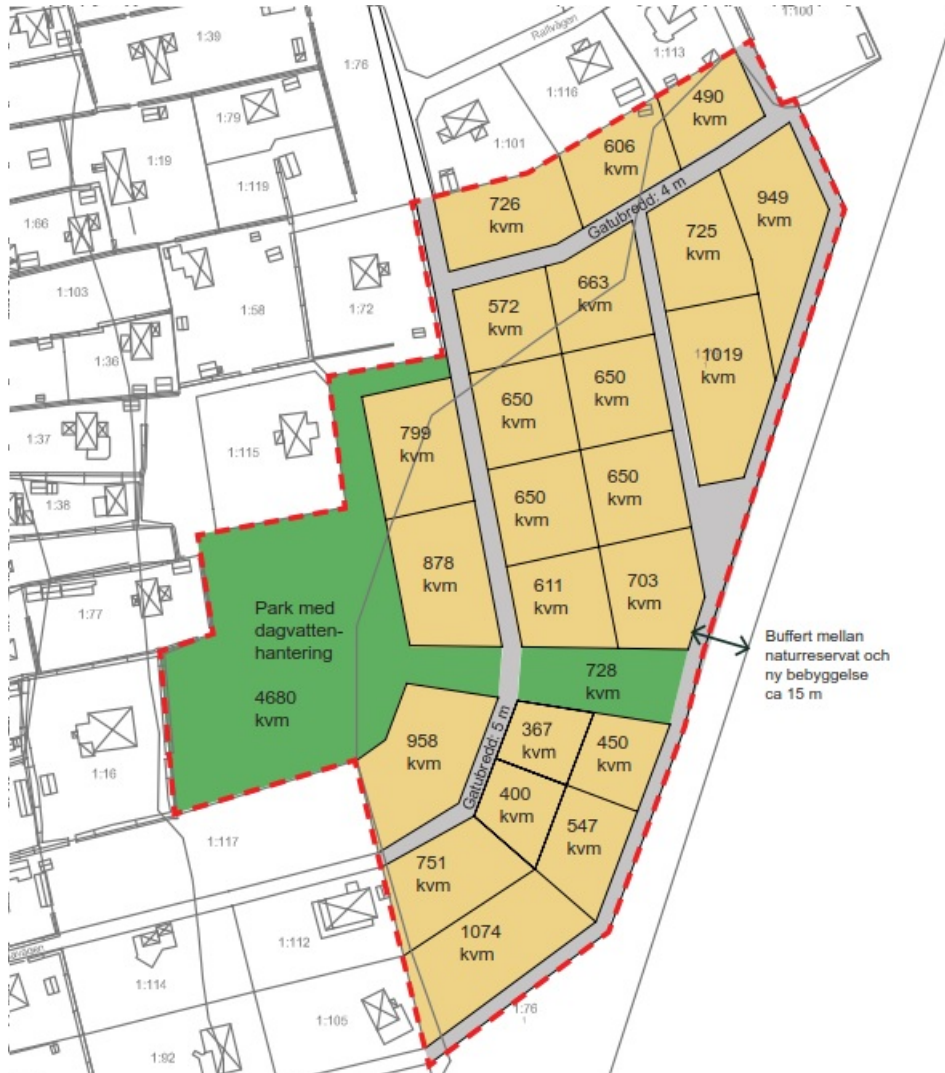 1:39
1:76
Rallvägen
1:113
1:100
1:116
1:79
490
kvm
1:19
1:101
606
kvm
1:119
726
kvm
Gatubredd: 4 m
949
kvm
1:66
725
kvm
1:103
1:58
1:72
572
kvm
663
kvm
1:36
1019
kvm
650
kvm
650
kvm
1:37
1:115
799
kvm
1:38
650
kvm
650
kvm
878
kvm
611
kvm
703
kvm
1:77
Park med
dagvatten-
hantering
4680
kvm
Buffert mellan
naturreservat och
ny bebyggelse
ca 15 m
728
kvm
1:16
958
kvm
Gatubredd: 5 m
367
kvm
450
kvm
400
kvm
547
kvm
1:117
751
kvm
1074
kvm
1:112
1:114
1:105
1:76
1:92